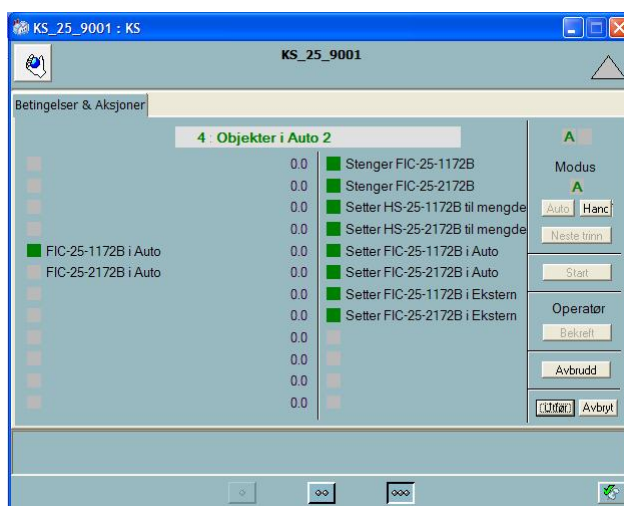 KS_25_9001 : KS
KS_25_9001
Betingelser & Aksjoner
4 : Objekter i Auto 2
A
0.0 Stenger FIC-25-1172B
Modus
0.0 Stenger FIC-25-2172B
A
0.0 Setter HS-25-1172B til mengde
Auto Hand
0.0 Setter HS-25-2172B til mengde
Neste trinn
FIC-25-1172B i Auto 0.0 Setter FIC-25-1172B i Auto
FIC-25-2172B i Auto 0.0 Setter FIC-25-2172B i Auto
Start
0.0 Setter FIC-25-1172B i Ekstern
Operatør
0.0 Setter FIC-25-2172B i Ekstern
Bekreft
0.0
0.0
Avbrudd
0.0
0.0
Utfør Avbryt